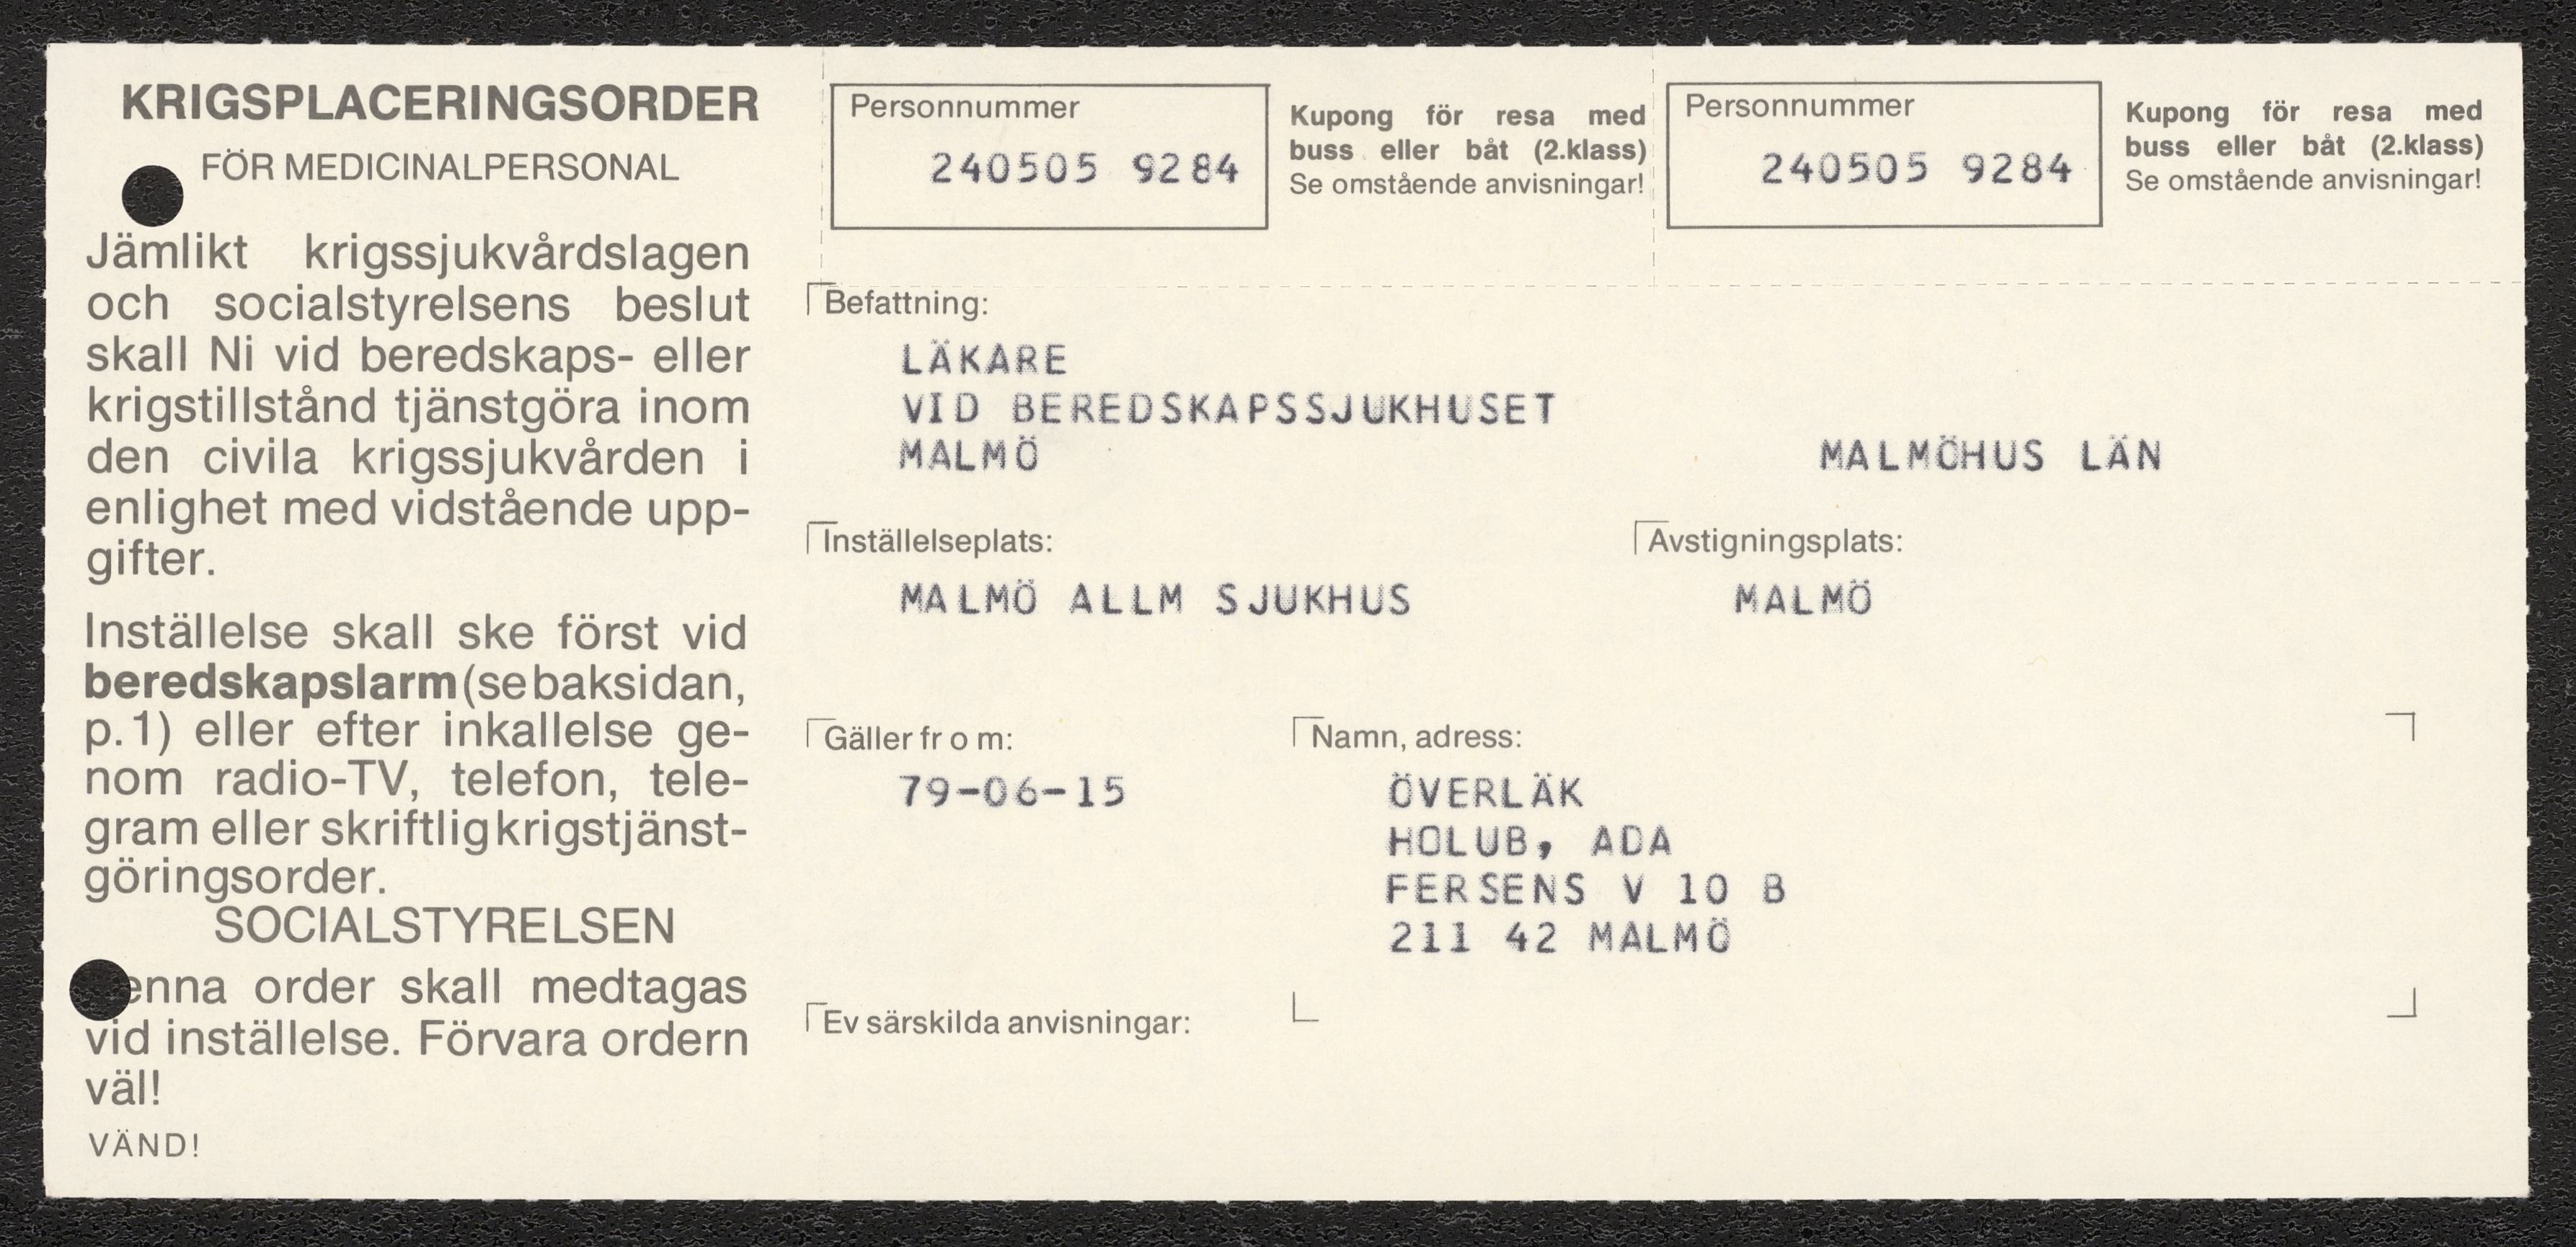 KRIGSPLACERINGSORDER
FÖR MEDICINALPERSONAL
Jämlikt krigssjukvårdslagen
och socialstyrelsens beslut
skall Ni vid beredskaps- eller
krigstillstånd tjänstgöra inom
den civila krigssjukvården i
enlighet med vidstående upp-
gifter.
Inställelse skall ske först vid
beredskapslarm (se baksidan,
p.1) eller efter inkallelse ge-
nom radio-TV, telefon, tele-
gram eller skriftlig krigstjänst-
göringsorder.
SOCIALSTYRELSEN
enna order skall medtagas
vid inställelse. Förvara ordern
väl!
VÄND!
Personnummer
240505 9284
Kupong för resa med
buss eller båt (2.klass)
Se omstående anvisningar!
Personnummer
240505 9284
Kupong för resa med
buss eller båt (2.klass)
Se omstående anvisningar!
Befattning:
LÄKARE
VID BEREDSKAPSSJUKHUSET
MALMÖ MALMÖHUS LÄN
Inställelseplats:
MALMÖ ALLM SJUKHUS
Avstigningsplats:
MALMÖ
Gäller fr o m:
79-06-15
Namn, adress:
ÖVERLÄK
HOLUB, ADA
FERSENS V 10 B
211 42 MALMÖ
Ev särskilda anvisningar: